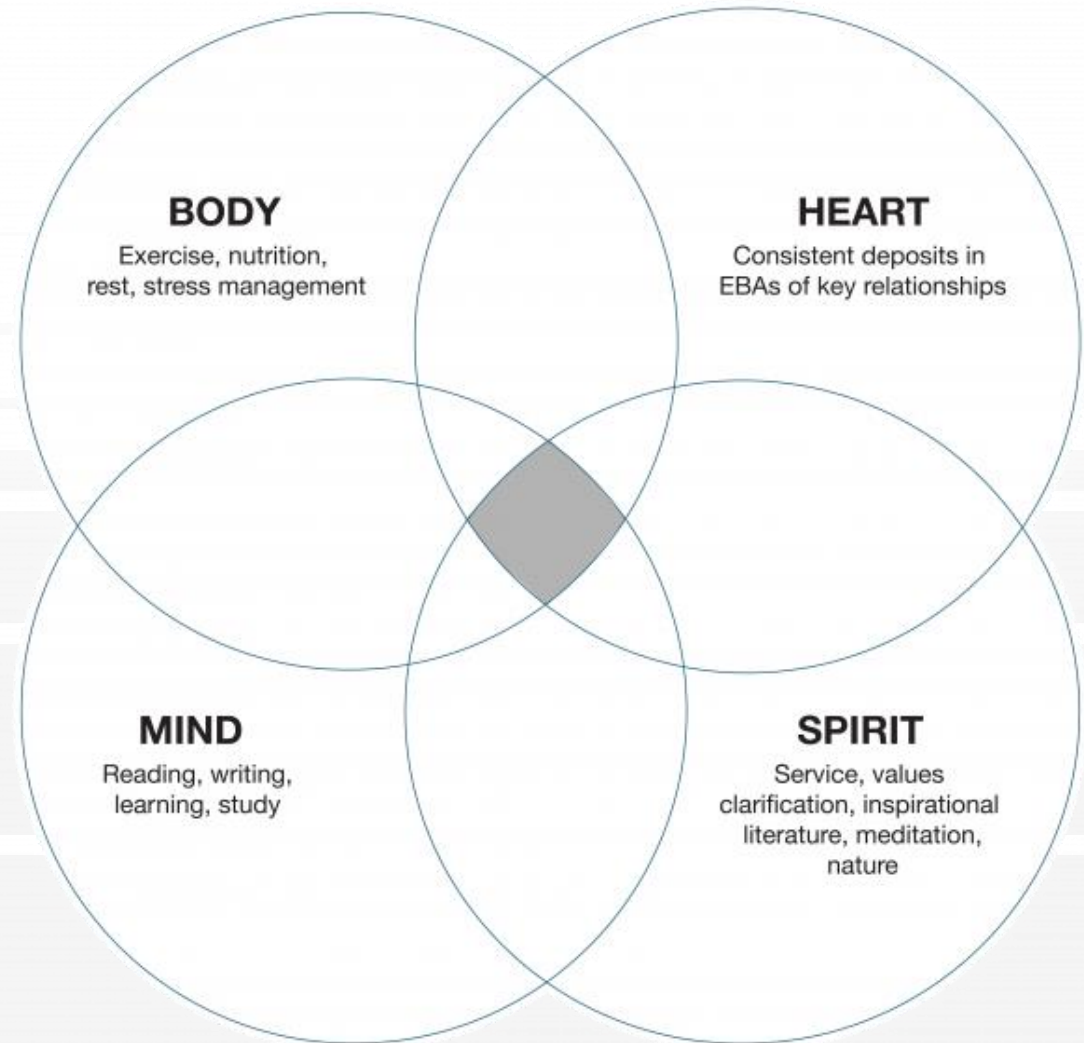 BODY
Exercise, nutrition,
rest, stress management
HEART
Consistent deposits in
EBAs of key relationships
MIND
Reading, writing,
learning, study
SPIRIT
Service, values
clarification, inspirational
literature, meditation,
nature